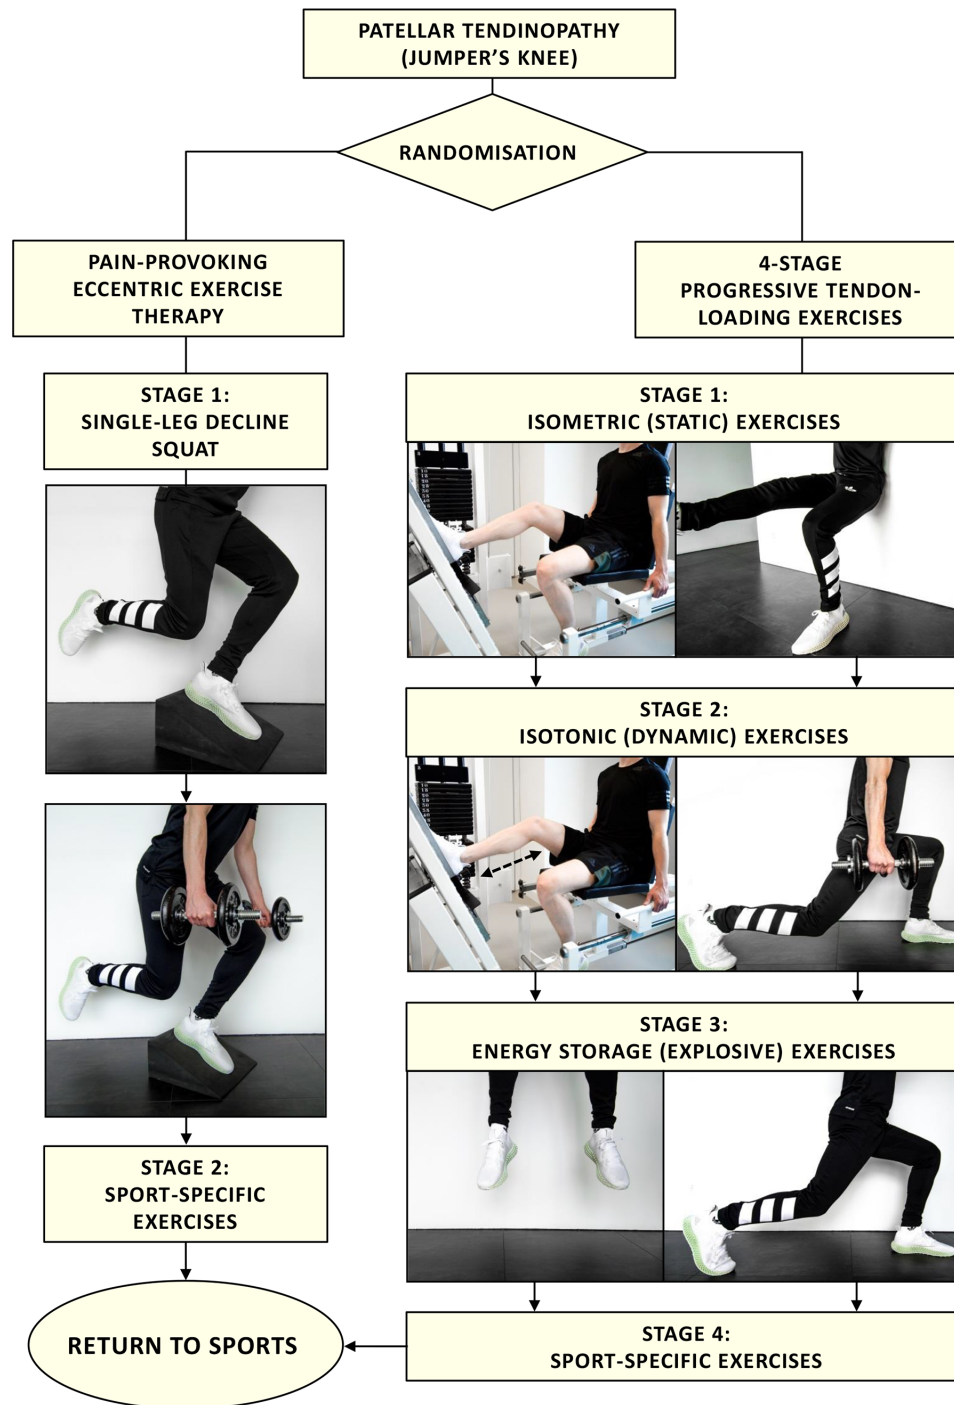 PATELLAR TENDINOPATHY
(JUMPER'S KNEE)
RANDOMISATION
PAIN-PROVOKING
ECCENTRIC EXERCISE
THERAPY
4-STAGE
PROGRESSIVE TENDON-
LOADING EXERCISES
STAGE 1:
SINGLE-LEG DECLINE
SQUAT
STAGE 1:
ISOMETRIC (STATIC) EXERCISES
STAGE 2:
ISOTONIC (DYNAMIC) EXERCISES
STAGE 3:
ENERGY STORAGE (EXPLOSIVE) EXERCISES
STAGE 2:
SPORT-SPECIFIC
EXERCISES
STAGE 4:
SPORT-SPECIFIC EXERCISES
RETURN TO SPORTS